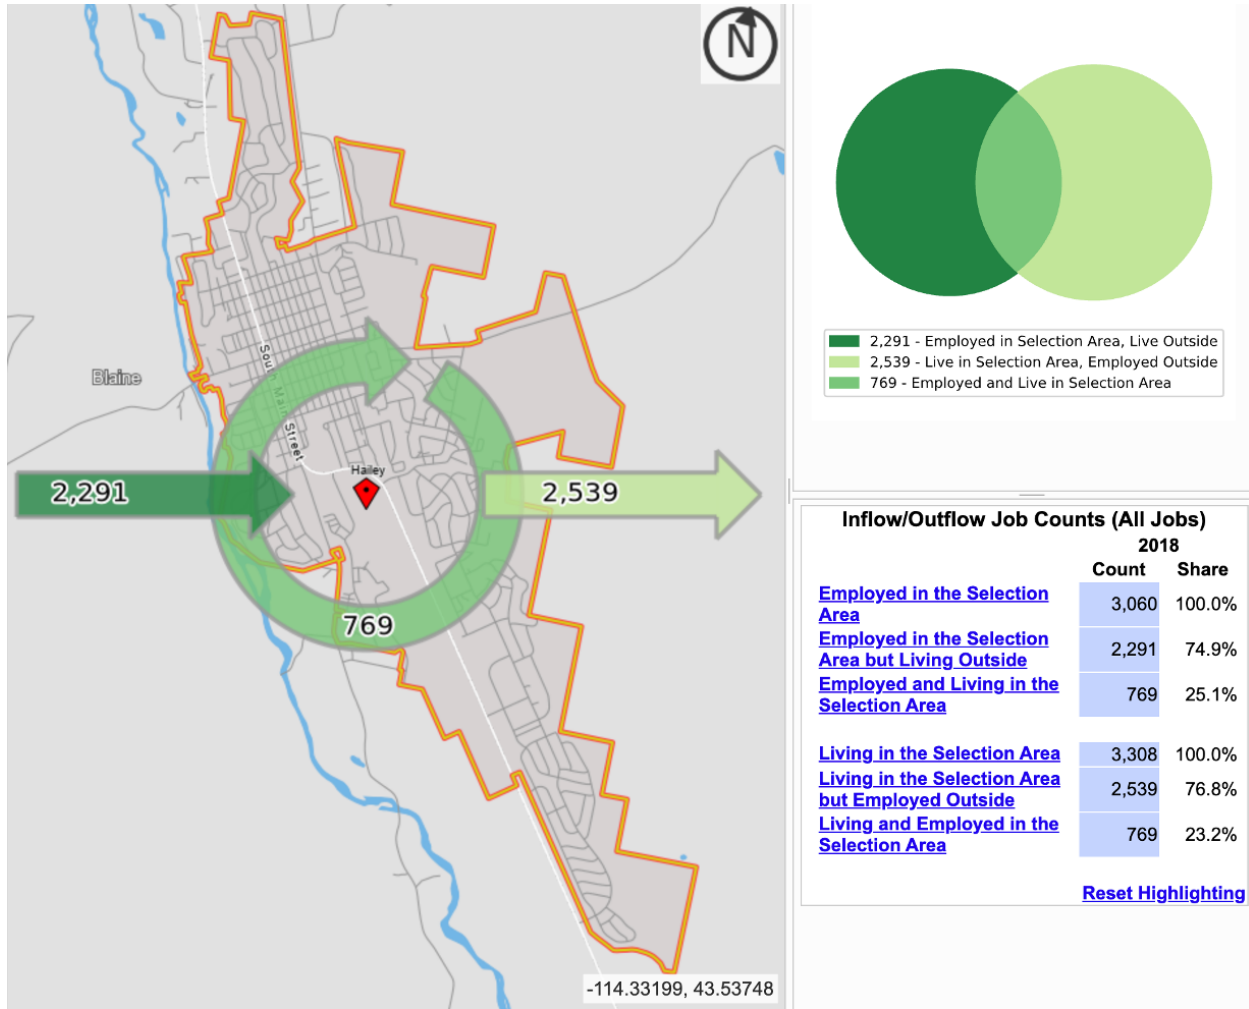 N
Blaine
South Main Street
Hailey
2,291
2,539
769
-114.33199, 43.53748
2,291 - Employed in Selection Area, Live Outside
2,539 - Live in Selection Area, Employed Outside
769 - Employed and Live in Selection Area
Inflow/Outflow Job Counts (All Jobs)
2018
Count Share
Employed in the Selection
Area 3,060 100.0%
Employed in the Selection
Area but Living Outside 2,291 74.9%
Employed and Living in the
Selection Area 769 25.1%
Living in the Selection Area 3,308 100.0%
Living in the Selection Area
but Employed Outside 2,539 76.8%
Living and Employed in the
Selection Area 769 23.2%
Reset Highlighting